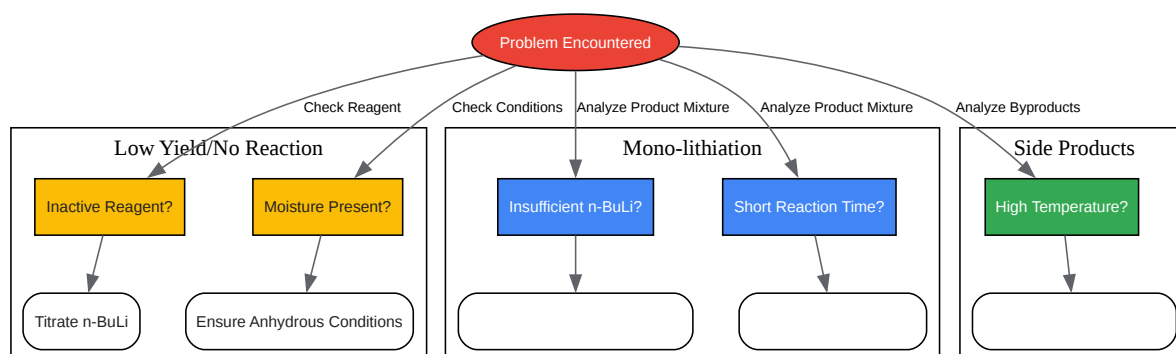 Problem Encountered
Check Reagent
Check Conditions
Analyze Product Mixture
Analyze Product Mixture
Analyze Byproducts
Low Yield/No Reaction
Mono-lithiation
Side Products
Inactive Reagent?
Moisture Present?
Insufficient n-BuLi?
Short Reaction Time?
High Temperature?
Titrate n-BuLi
Ensure Anhydrous Conditions